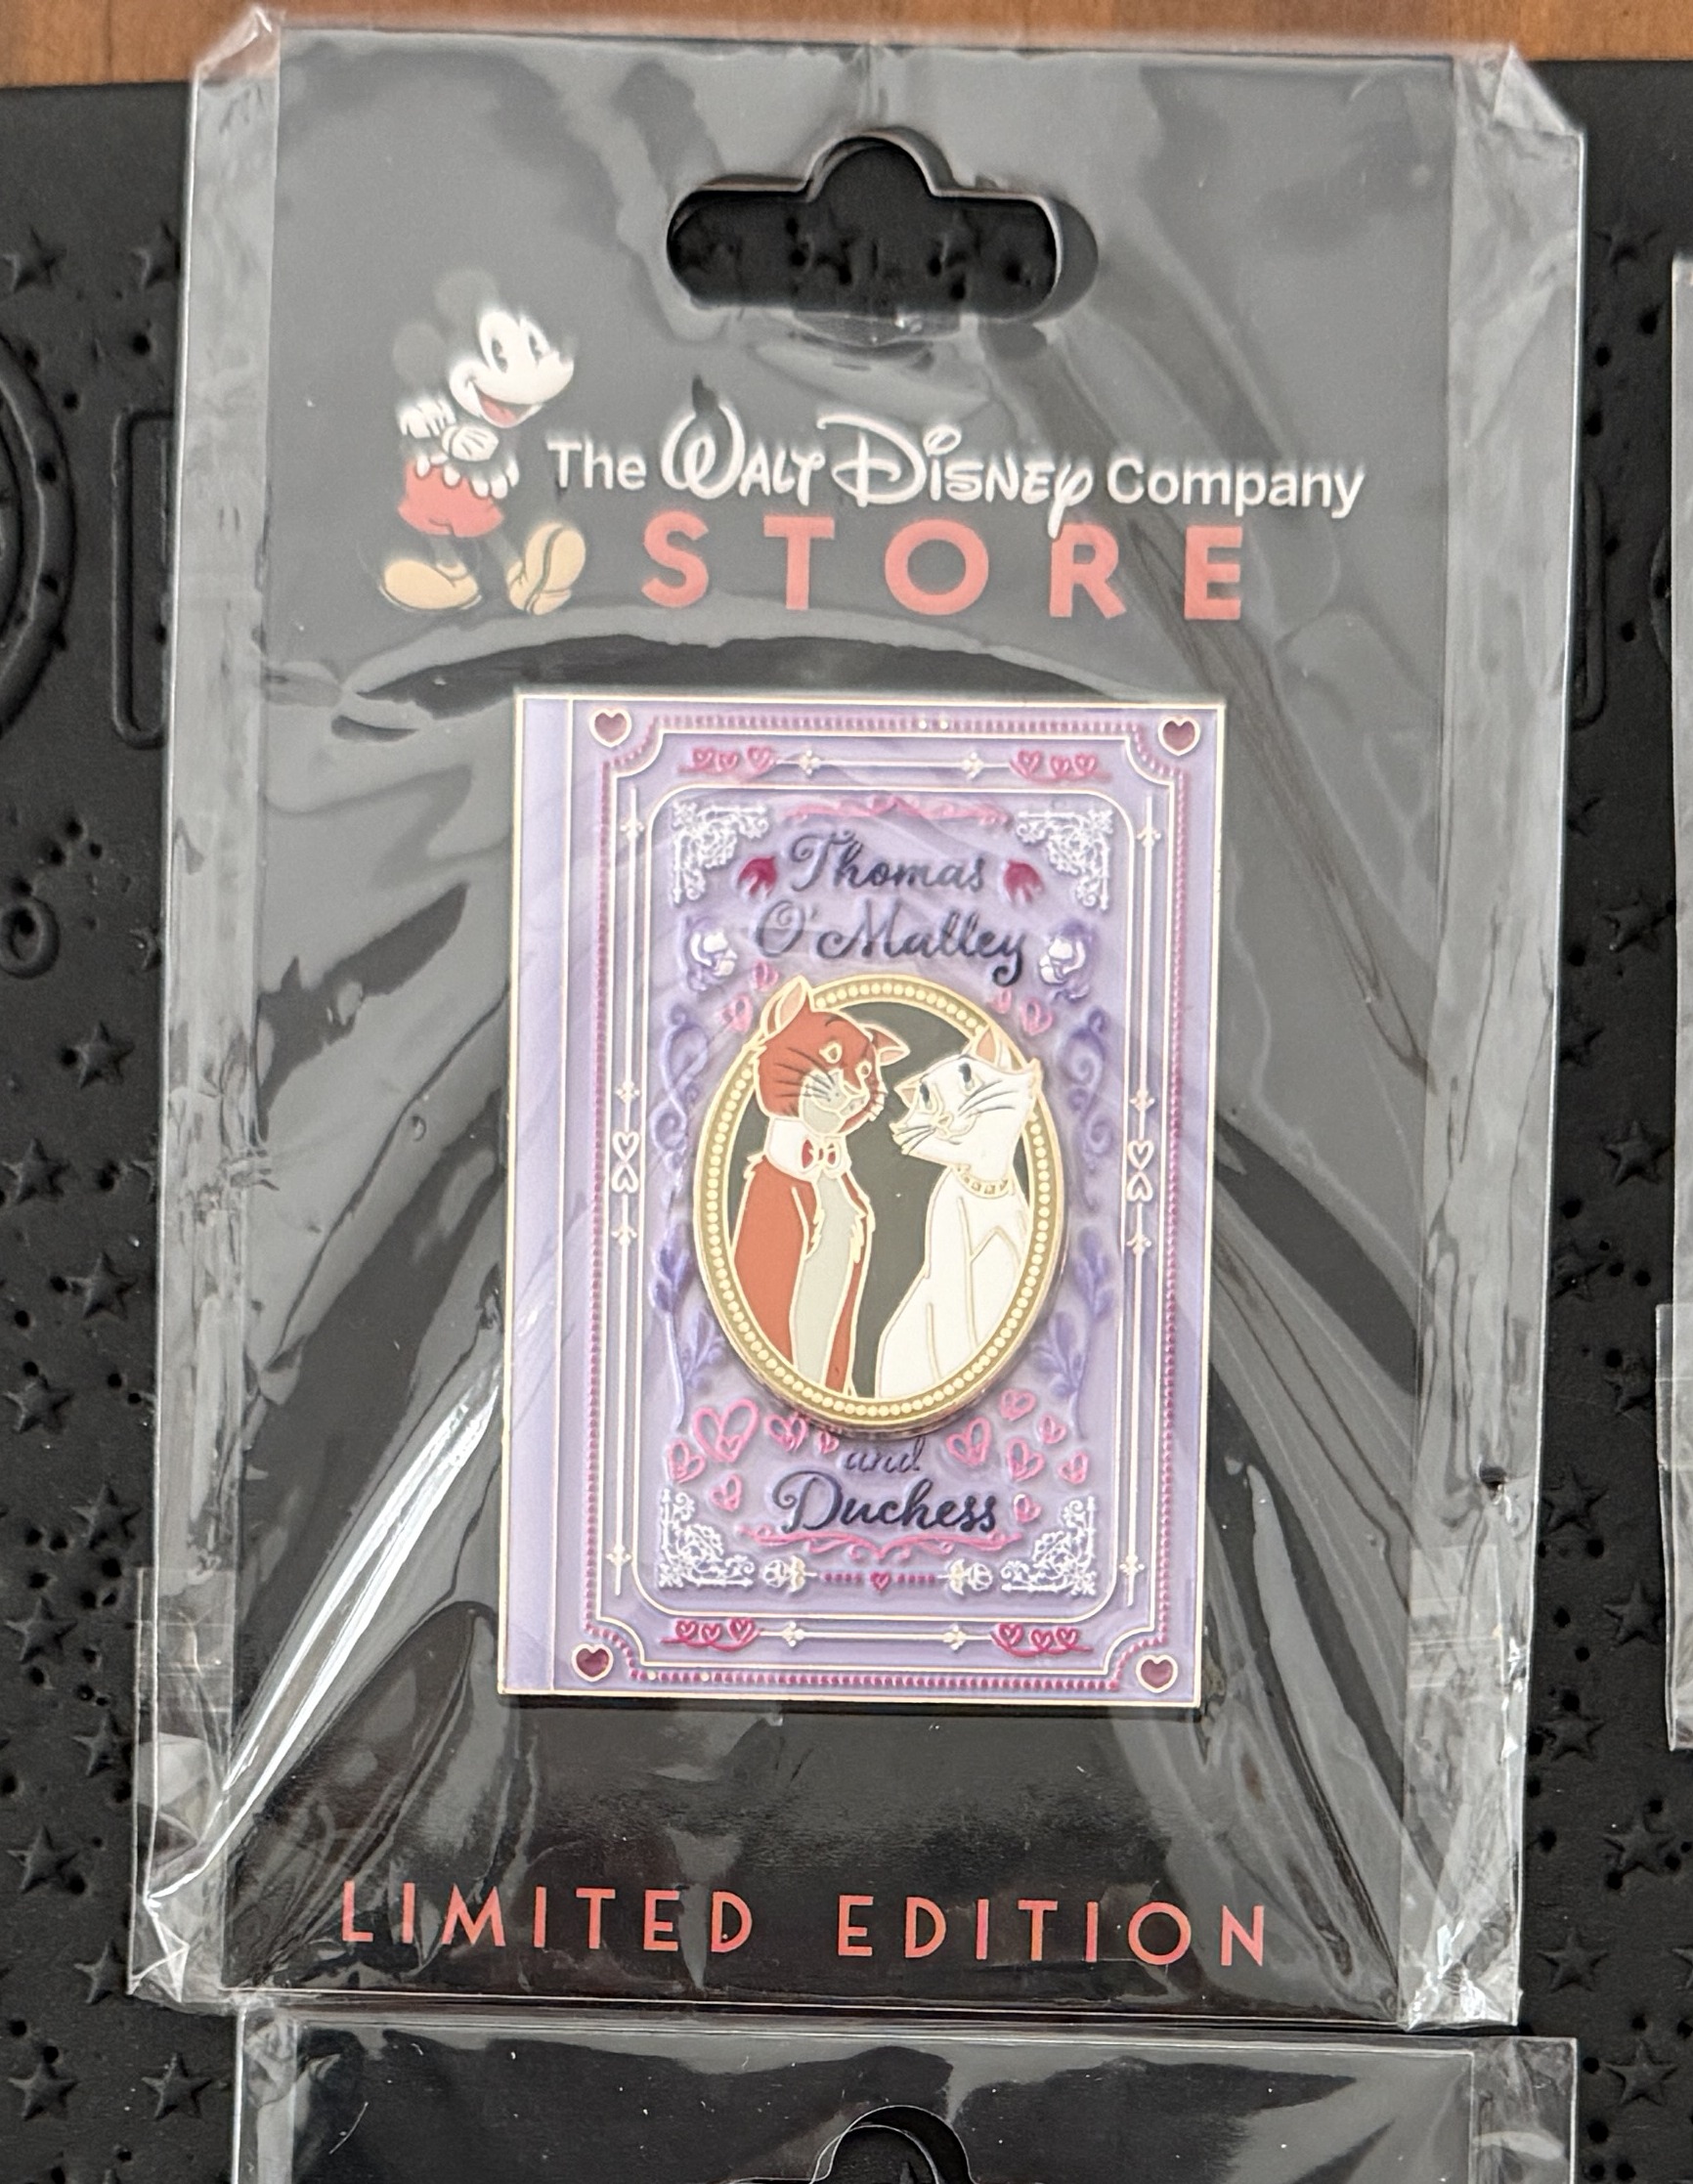 The Walt Disney Company
STORE
Thomas
O'Malley
and
Duchess
LIMITED EDITION